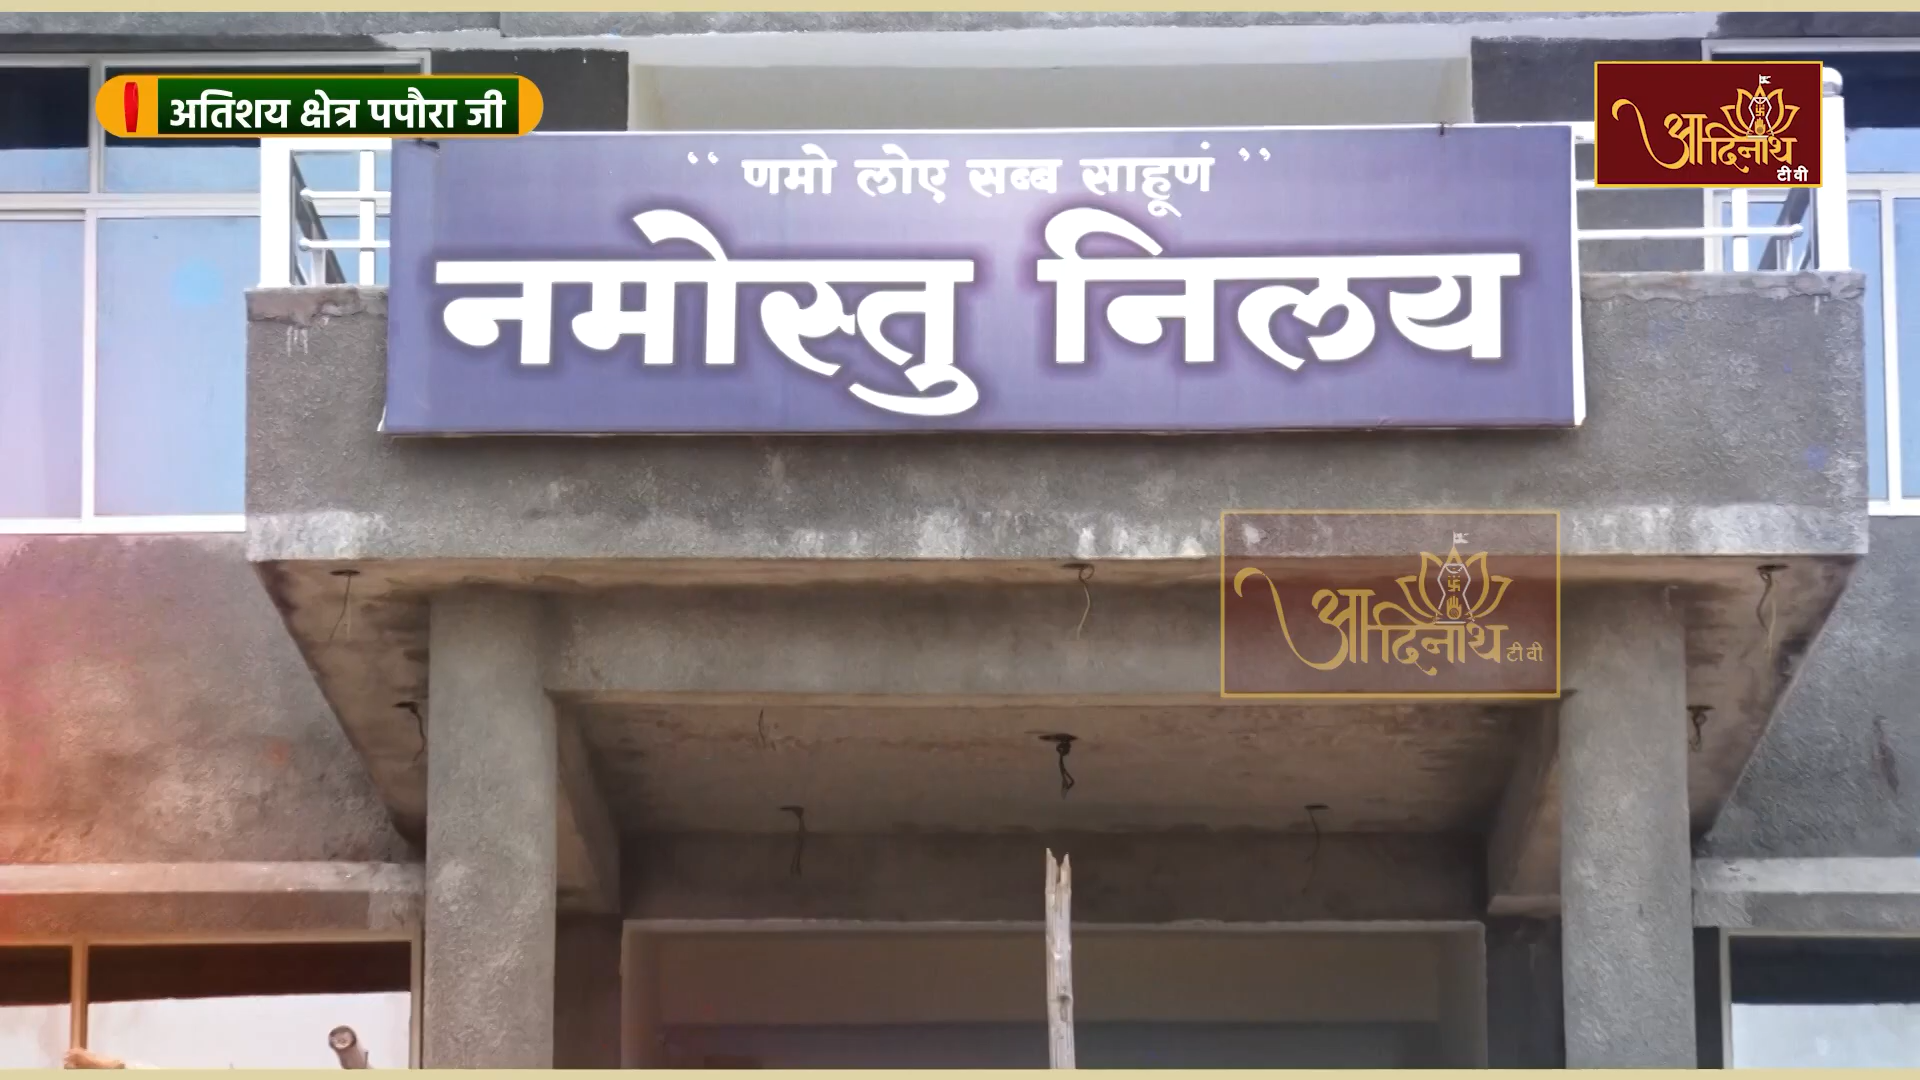 अतिशय क्षेत्र पपौरा जी
आदिनाथ
टीवी
“ णमो लोए सब्ब साहूणं ”
नमोस्तु निलय
आदिनाथ टीवी